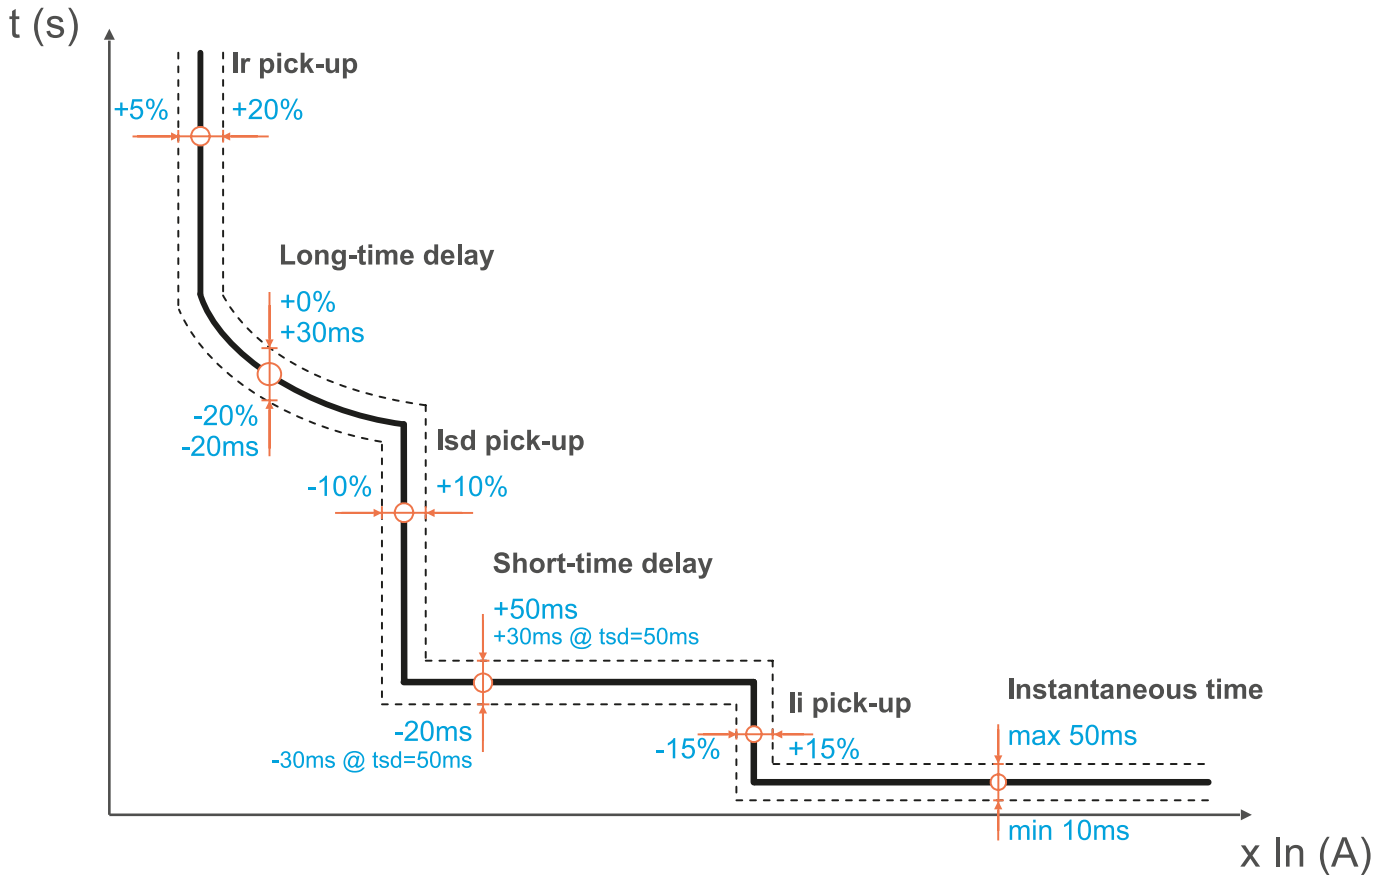 t (s)
Ir pick-up
+5%
+20%
Long-time delay
+0%
+30ms
-20%
-20ms
Isd pick-up
-10%
+10%
Short-time delay
+50ms
+30ms @ tsd=50ms
-20ms
-30ms @ tsd=50ms
Ii pick-up
-15%
+15%
Instantaneous time
max 50ms
min 10ms
x In (A)